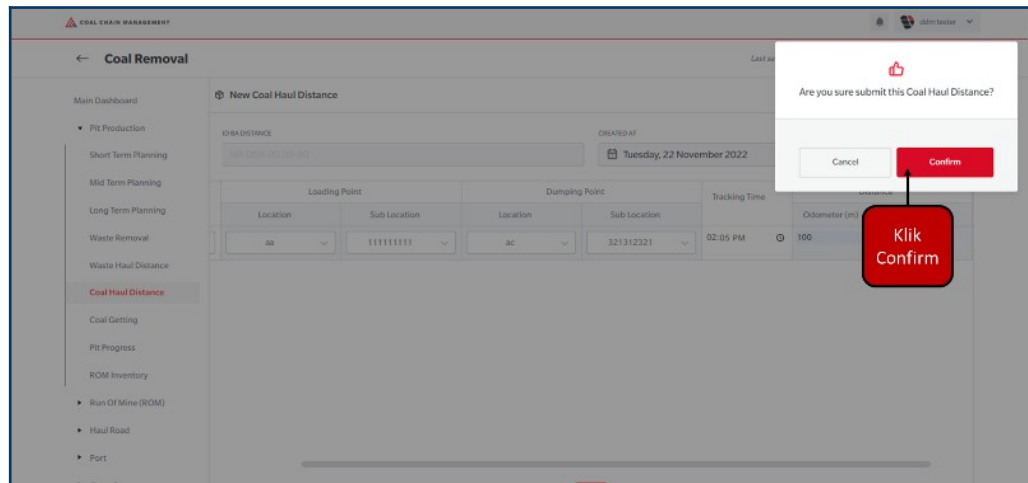 COAL CHAIN MANAGEMENT
cldm tester
← Coal Removal
Are you sure submit this Coal Haul Distance?
Cancel
Confirm
Klik
Confirm
Main Dashboard
Pit Production
Short Term Planning
Mid Term Planning
Long Term Planning
Waste Removal
Waste Haul Distance
Coal Haul Distance
Coal Getting
Pit Progress
ROM Inventory
Run Of Mine (ROM)
Haul Road
Port
New Coal Haul Distance
ID BA DISTANCE
CREATED AT
Tuesday, 22 November 2022
Loading Point
Dumping Point
Tracking Time
Distance
Location
Sub Location
Location
Sub Location
Odometer (m)
aa
111111111
ac
321312321
02:05 PM
100